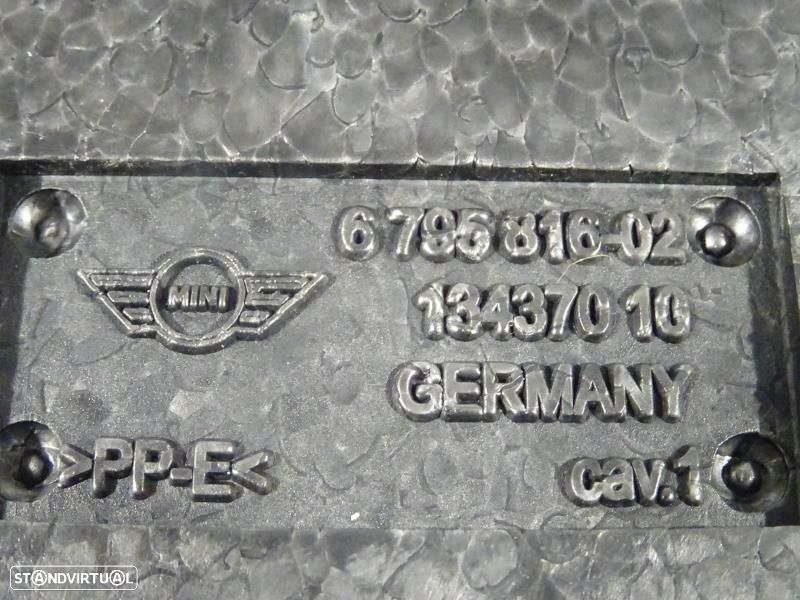 6 795 816-02
MINI
134370 10
GERMANY
>PP-E<
cav.1
STANDVIRTUAL